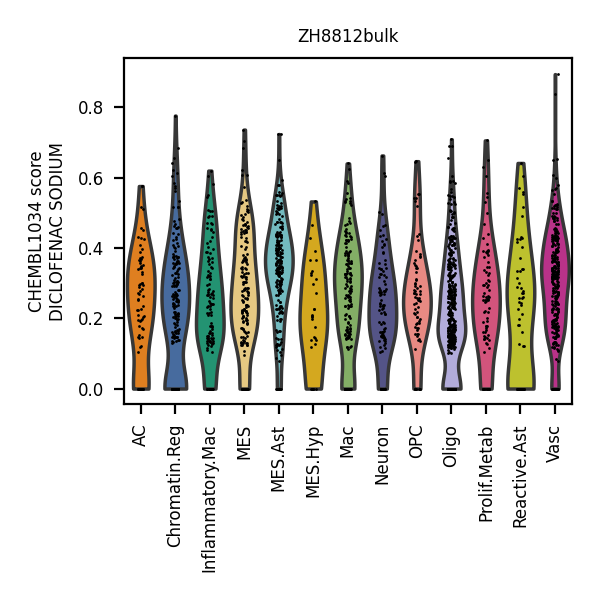 ZH8812bulk
CHEMBL1034 score
DICLOFENAC SODIUM
0.8
0.6
0.4
0.2
0.0
AC
Chromatin.Reg
Inflammatory.Mac
MES
MES.Ast
MES.Hyp
Mac
Neuron
OPC
Oligo
Prolif.Metab
Reactive.Ast
Vasc